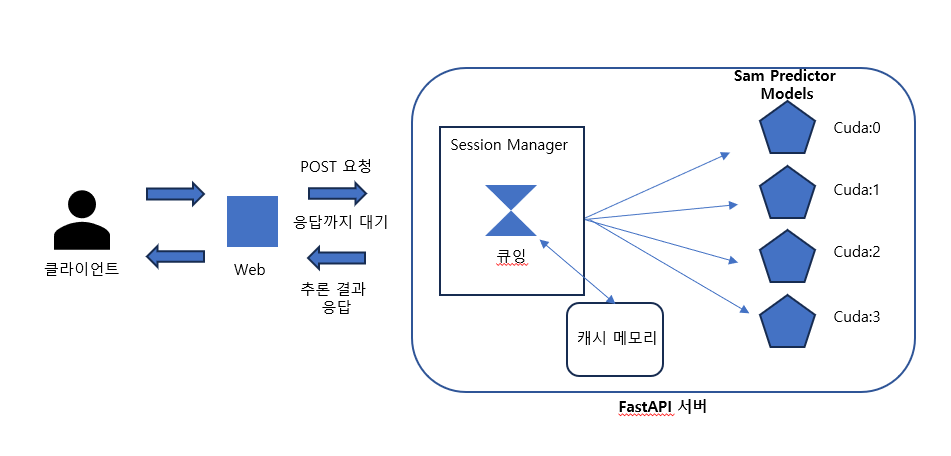 Sam Predictor
Models
Cuda:0
Session Manager
POST 요청
Cuda:1
응답까지 대기
큐잉
Cuda:2
클라이언트
Web
추론 결과
응답
Cuda:3
캐시 메모리
FastAPI 서버